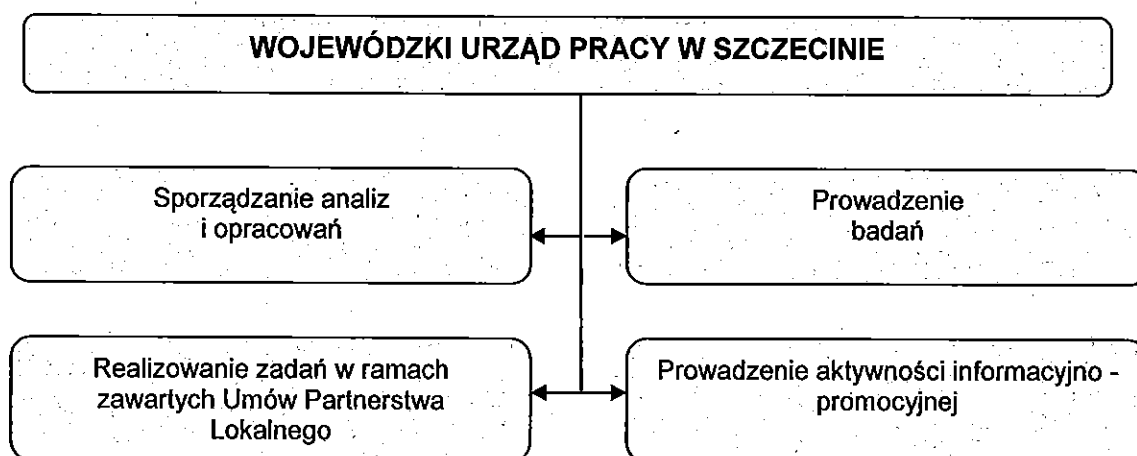 WOJEWÓDZKI URZĄD PRACY W SZCZECINIE
Sporządzanie analiz
i opracowań
Prowadzenie
badań
Realizowanie zadań w ramach
zawartych Umów Partnerstwa
Lokalnego
Prowadzenie aktywności informacyjno -
promocyjnej